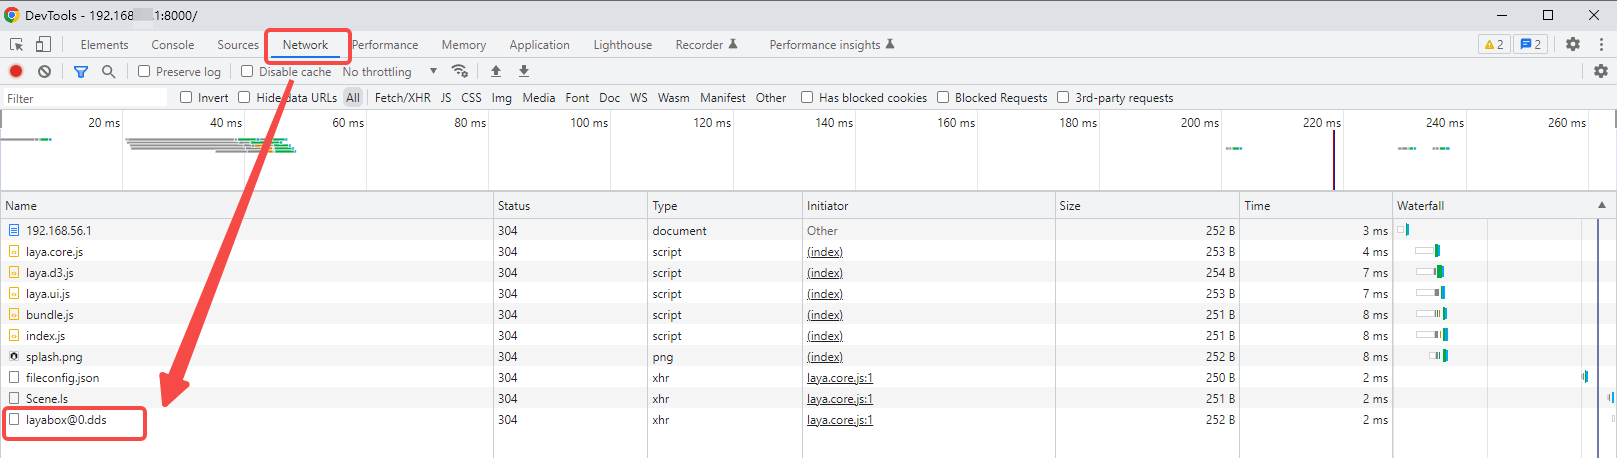 DevTools - 192.168 .1:8000/
Elements Console Sources Network Performance Memory Application Lighthouse Recorder Performance insights 2 2
Preserve log Disable cache No throttling
Filter Invert Hide data URLs All Fetch/XHR JS CSS Img Media Font Doc WS Wasm Manifest Other Has blocked cookies Blocked Requests 3rd-party requests
20 ms 40 ms 60 ms 80 ms 100 ms 120 ms 140 ms 160 ms 180 ms 200 ms 220 ms 240 ms 260 ms
Name Status Type Initiator Size Time Waterfall
192.168.56.1 304 document Other 252 B 3 ms
laya.core.js 304 script (index) 253 B 4 ms
laya.d3.js 304 script (index) 254 B 7 ms
laya.ui.js 304 script (index) 253 B 7 ms
bundle.js 304 script (index) 251 B 8 ms
index.js 304 script (index) 251 B 8 ms
splash.png 304 png (index) 252 B 8 ms
fileconfig.json 304 xhr laya.core.js:1 250 B 2 ms
Scene.ls 304 xhr laya.core.js:1 251 B 2 ms
layabox@0.dds 304 xhr laya.core.js:1 252 B 2 ms